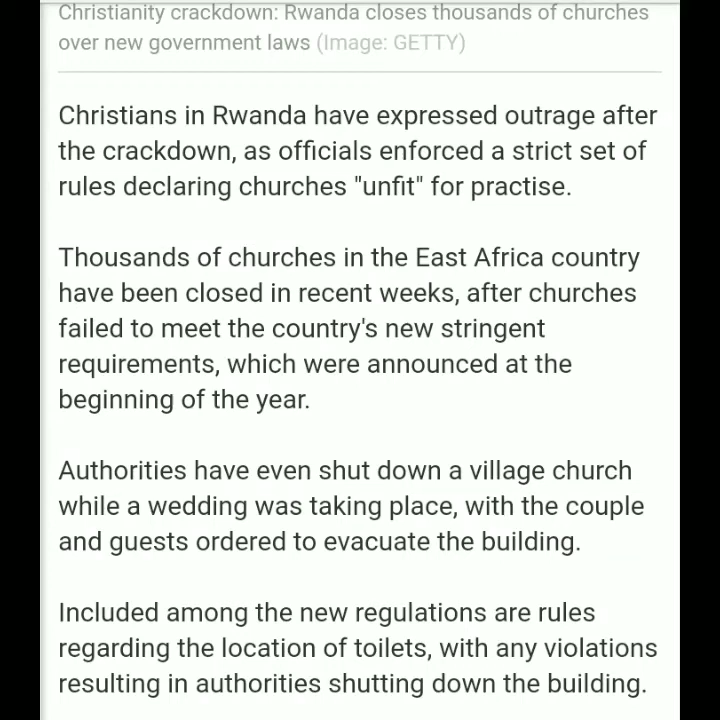 Christianity crackdown: Rwanda closes thousands of churches
over new government laws (Image: GETTY)
Christians in Rwanda have expressed outrage after
the crackdown, as officials enforced a strict set of
rules declaring churches "unfit" for practise.
Thousands of churches in the East Africa country
have been closed in recent weeks, after churches
failed to meet the country's new stringent
requirements, which were announced at the
beginning of the year.
Authorities have even shut down a village church
while a wedding was taking place, with the couple
and guests ordered to evacuate the building.
Included among the new regulations are rules
regarding the location of toilets, with any violations
resulting in authorities shutting down the building.